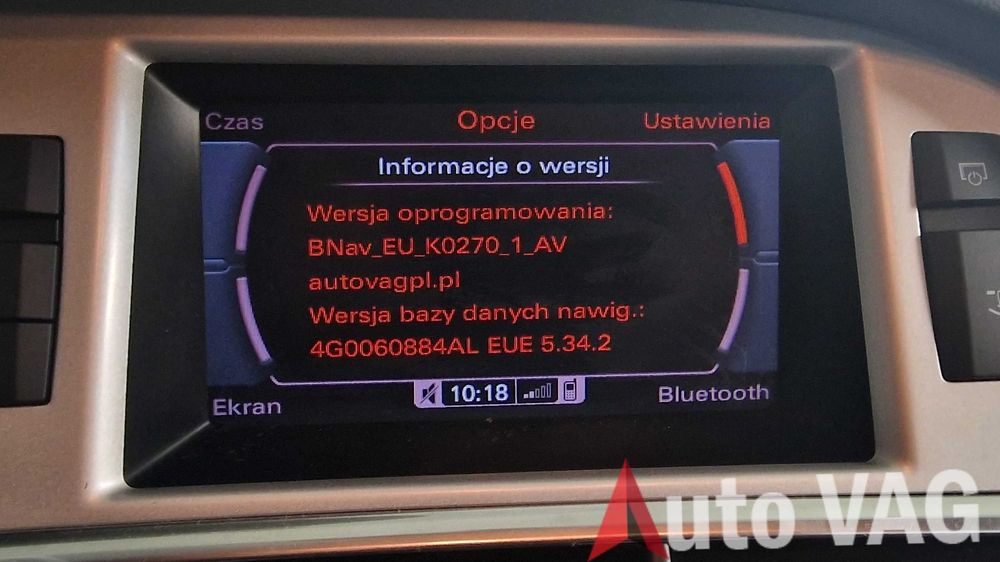 Czas Opcje Ustawienia
Informacje o wersji
Wersja oprogramowania:
BNav_EU_K0270_1_AV
autovagpl.pl
Wersja bazy danych nawig.:
4G0060884AL EUE 5.34.2
Ekran 10:18 Bluetooth
Auto VAG